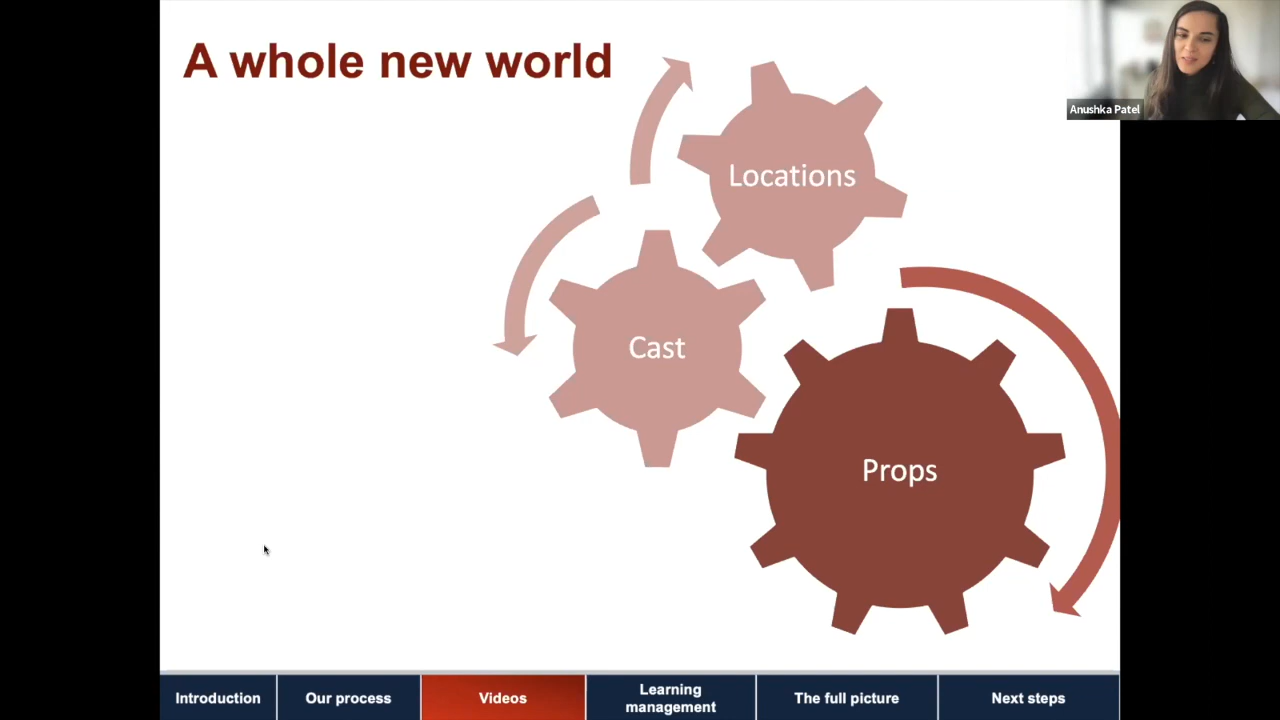 A whole new world
Anushka Patel
Locations
Cast
Props
Introduction
Our process
Videos
Learning
management
The full picture
Next steps